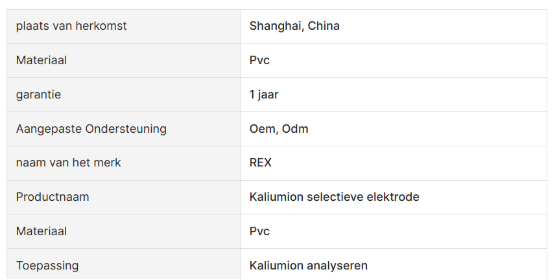 plaats van herkomst Shanghai, China
Materiaal Pvc
garantie 1 jaar
Aangepaste Ondersteuning Oem, Odm
naam van het merk REX
Productnaam Kaliumion selectieve elektrode
Materiaal Pvc
Toepassing Kaliumion analyseren